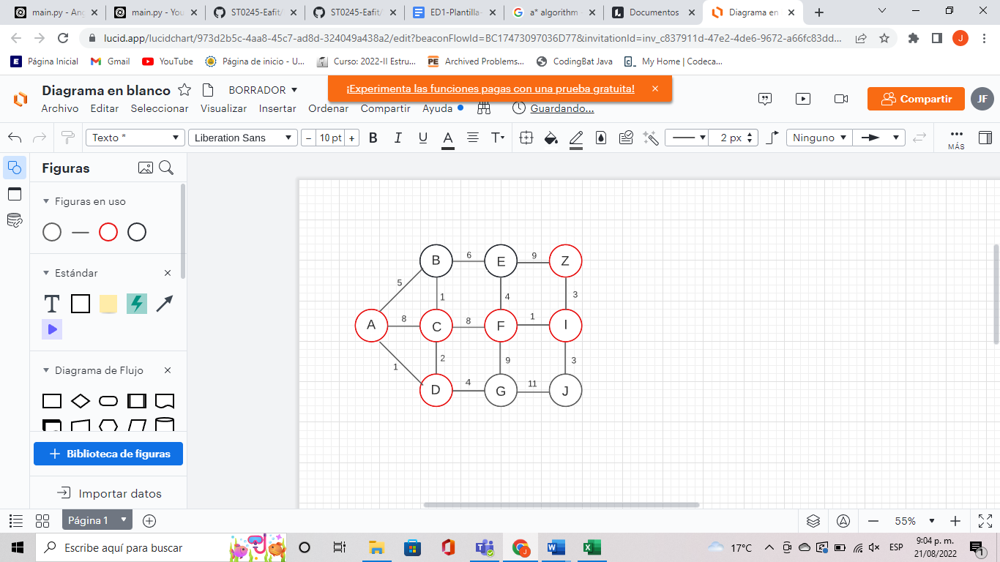 main.py - Ang
main.py - You
ST0245-Eafit/
ST0245-Eafit/
ED1-Plantilla-
a* algorithm -
Documentos
Diagrama en
lucid.app/lucidchart/973d2b5c-4aa8-45c7-ad8d-324049a438a2/edit?beaconFlowId=BC17473097036D77&invitationId=inv_c837911d-47e2-4de6-9672-a66fc83dd...
J
Página Inicial
Gmail
YouTube
Página de inicio - U...
Curso: 2022-II Estru...
PE Archived Problems...
CodingBat Java
My Home | Codeca...
Diagrama en blanco
BORRADOR
¡Experimenta las funciones pagas con una prueba gratuita!
Compartir
JF
Archivo Editar Seleccionar Visualizar Insertar Ordenar Compartir Ayuda Guardando...
Texto * Liberation Sans − 10 pt + B I U A T 2 px Ninguno MÁS
Figuras
Figuras en uso
Estándar
T
Diagrama de Flujo
+ Biblioteca de figuras
Importar datos
B 6 E 9 Z
5 1 4 3
A 8 C 8 F 1 I
1 2 9 3
D 4 G 11 J
Página 1
55%
Escribe aquí para buscar
17°C
ESP
9:04 p. m.
21/08/2022
1